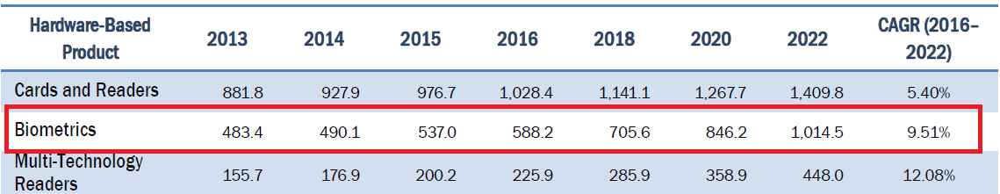 Hardware-Based Product 2013 2014 2015 2016 2018 2020 2022 CAGR (2016–2022)
Cards and Readers 881.8 927.9 976.7 1,028.4 1,141.1 1,267.7 1,409.8 5.40%
Biometrics 483.4 490.1 537.0 588.2 705.6 846.2 1,014.5 9.51%
Multi-Technology Readers 155.7 176.9 200.2 225.9 285.9 358.9 448.0 12.08%